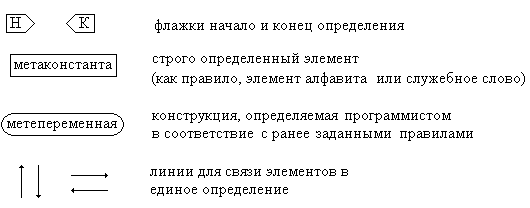 Н К флажки начало и конец определения
метаконстанта строго определенный элемент
(как правило, элемент алфавита или служебное слово)
метепеременная конструкция, определяемая программистом
в соответствие с ранее заданными правилами
линии для связи элементов в
единое определение